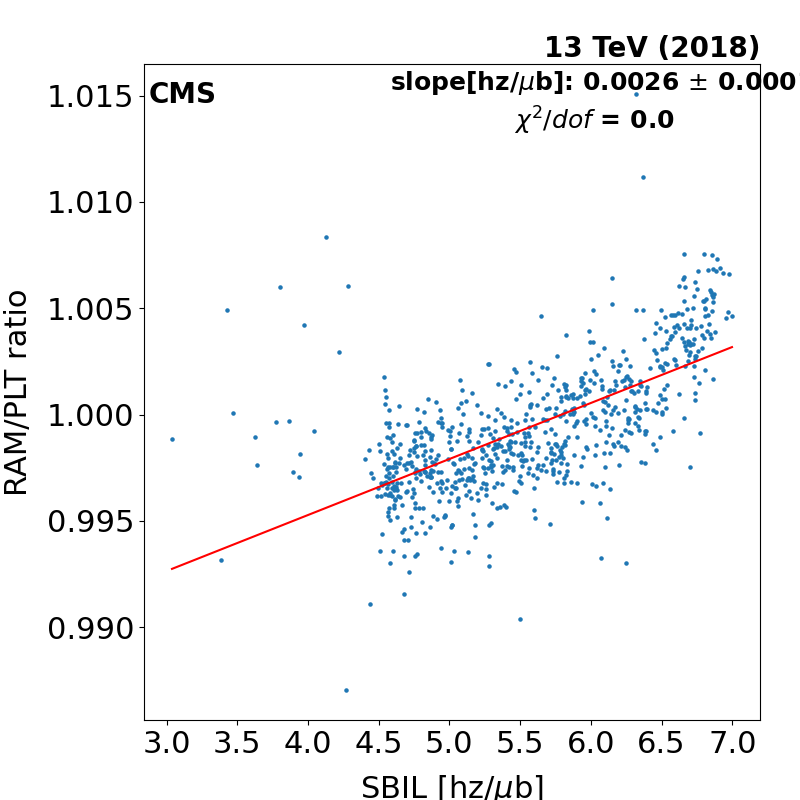 13 TeV (2018)
CMS
slope[hz/μb]: 0.0026 ± 0.000
χ²/dof = 0.0
1.015
1.010
1.005
1.000
0.995
0.990
RAM/PLT ratio
3.0 3.5 4.0 4.5 5.0 5.5 6.0 6.5 7.0
SBIL [hz/μb]